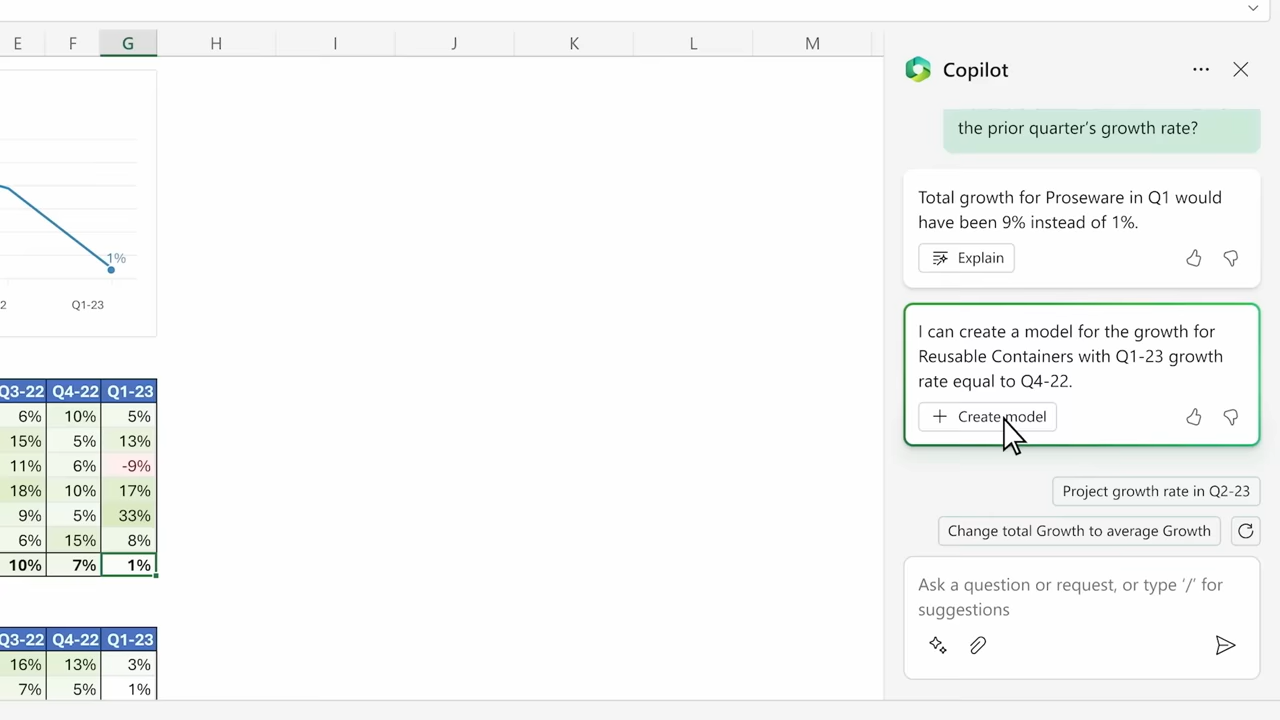 E F G H I J K L M
Copilot
the prior quarter's growth rate?
Total growth for Proseware in Q1 would
have been 9% instead of 1%.
Explain
I can create a model for the growth for
Reusable Containers with Q1-23 growth
rate equal to Q4-22.
Create model
Project growth rate in Q2-23
Change total Growth to average Growth
Ask a question or request, or type '/' for
suggestions
1%
2 Q1-23
Q3-22 Q4-22 Q1-23
6% 10% 5%
15% 5% 13%
11% 6% -9%
18% 10% 17%
9% 5% 33%
6% 15% 8%
10% 7% 1%
Q3-22 Q4-22 Q1-23
16% 13% 3%
7% 5% 1%